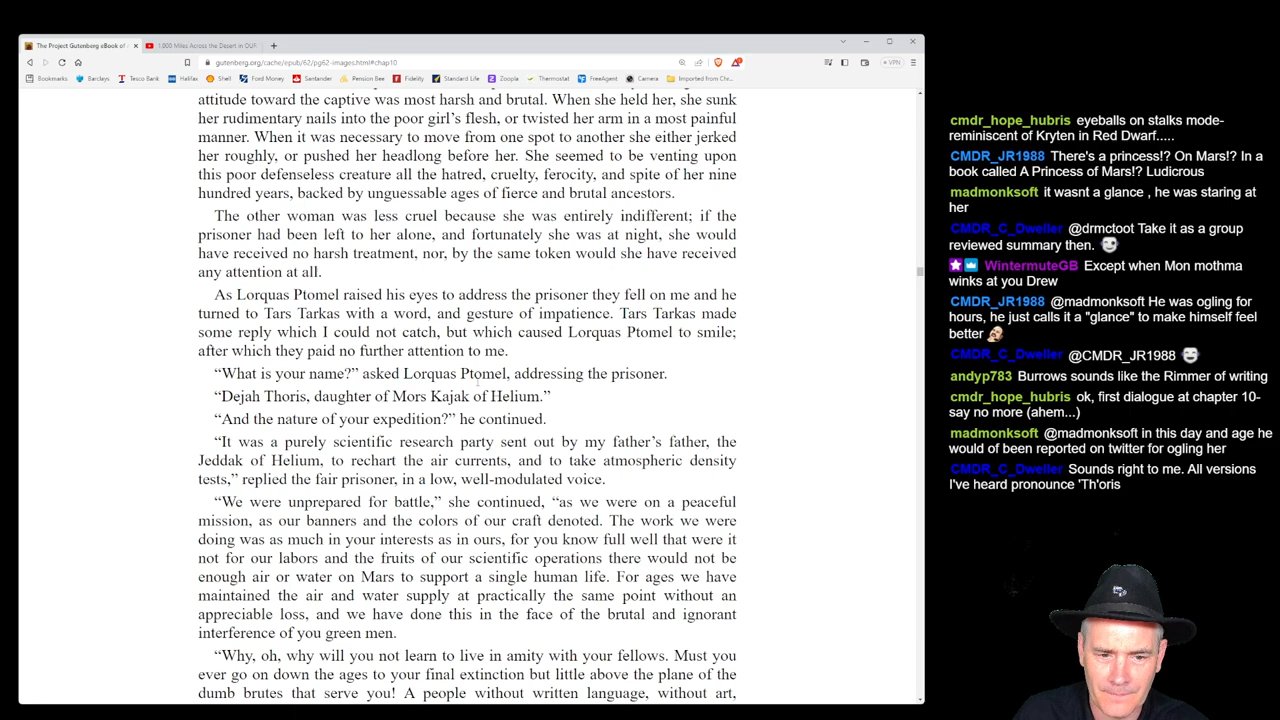 The Project Gutenberg eBook of
1,000 Miles Across the Desert in OUR
gutenberg.org/cache/epub/62/pg62-images.html#chap10
VPN
Bookmarks Barclays Tesco Bank Halifax Shell Ford Money Santander Pension Bee Fidelity Standard Life Zoopla Thermostat FreeAgent Camera Imported from Chr...
attitude toward the captive was most harsh and brutal. When she held her, she sunk
her rudimentary nails into the poor girl’s flesh, or twisted her arm in a most painful
manner. When it was necessary to move from one spot to another she either jerked
her roughly, or pushed her headlong before her. She seemed to be venting upon
this poor defenseless creature all the hatred, cruelty, ferocity, and spite of her nine
hundred years, backed by unguessable ages of fierce and brutal ancestors.
The other woman was less cruel because she was entirely indifferent; if the
prisoner had been left to her alone, and fortunately she was at night, she would
have received no harsh treatment, nor, by the same token would she have received
any attention at all.
As Lorquas Ptomel raised his eyes to address the prisoner they fell on me and he
turned to Tars Tarkas with a word, and gesture of impatience. Tars Tarkas made
some reply which I could not catch, but which caused Lorquas Ptomel to smile;
after which they paid no further attention to me.
“What is your name?” asked Lorquas Ptomel, addressing the prisoner.
“Dejah Thoris, daughter of Mors Kajak of Helium.”
“And the nature of your expedition?” he continued.
“It was a purely scientific research party sent out by my father’s father, the
Jeddak of Helium, to rechart the air currents, and to take atmospheric density
tests,” replied the fair prisoner, in a low, well-modulated voice.
“We were unprepared for battle,” she continued, “as we were on a peaceful
mission, as our banners and the colors of our craft denoted. The work we were
doing was as much in your interests as in ours, for you know full well that were it
not for our labors and the fruits of our scientific operations there would not be
enough air or water on Mars to support a single human life. For ages we have
maintained the air and water supply at practically the same point without an
appreciable loss, and we have done this in the face of the brutal and ignorant
interference of you green men.
“Why, oh, why will you not learn to live in amity with your fellows. Must you
ever go on down the ages to your final extinction but little above the plane of the
dumb brutes that serve you! A people without written language, without art,
cmdr_hope_hubris eyeballs on stalks mode-
reminiscent of Kryten in Red Dwarf.....
CMDR_JR1988 There's a princess!? On Mars!? In a
book called A Princess of Mars!? Ludicrous
madmonksoft it wasnt a glance , he was staring at
her
CMDR_C_Dweller @drmctoot Take it as a group
reviewed summary then.
WintermuteGB Except when Mon mothma
winks at you Drew
CMDR_JR1988 @madmonksoft He was ogling for
hours, he just calls it a "glance" to make himself feel
better
CMDR_C_Dweller @CMDR_JR1988
andyp783 Burrows sounds like the Rimmer of writing
cmdr_hope_hubris ok, first dialogue at chapter 10-
say no more (ahem...)
madmonksoft @madmonksoft in this day and age he
would of been reported on twitter for ogling her
CMDR_C_Dweller Sounds right to me. All versions
I've heard pronounce 'Th'oris